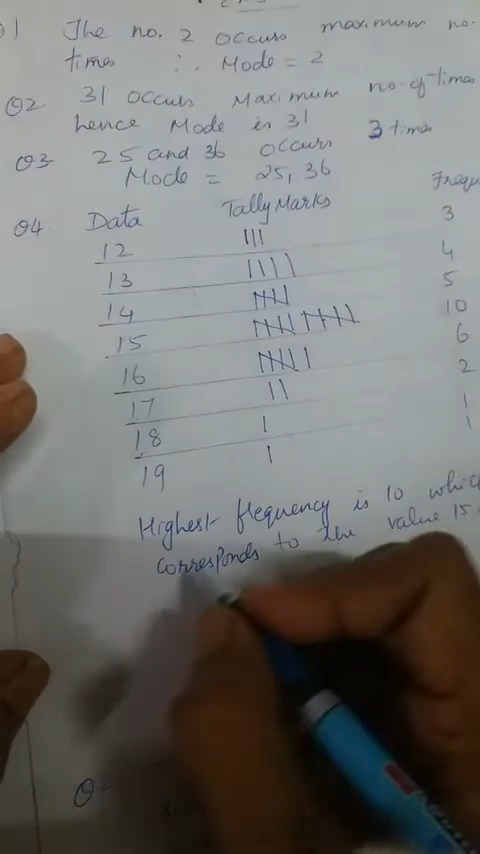 The no. 2 occurs maximum no.
times ∴ Mode = 2
Q2. 31 occurs maximum no of times
hence Mode is 31
Q3. 25 and 36 occurs 3 times
Mode = 25, 36
Q4 Data Tally Marks Frequ
12 ||| 3
13 |||| 4
14 𝍸 5
15 𝍸 𝍸 10
16 𝍸 | 6
17 || 2
18 | 1
19 | 1
Highest frequency is 10 which
corresponds to the value 15.